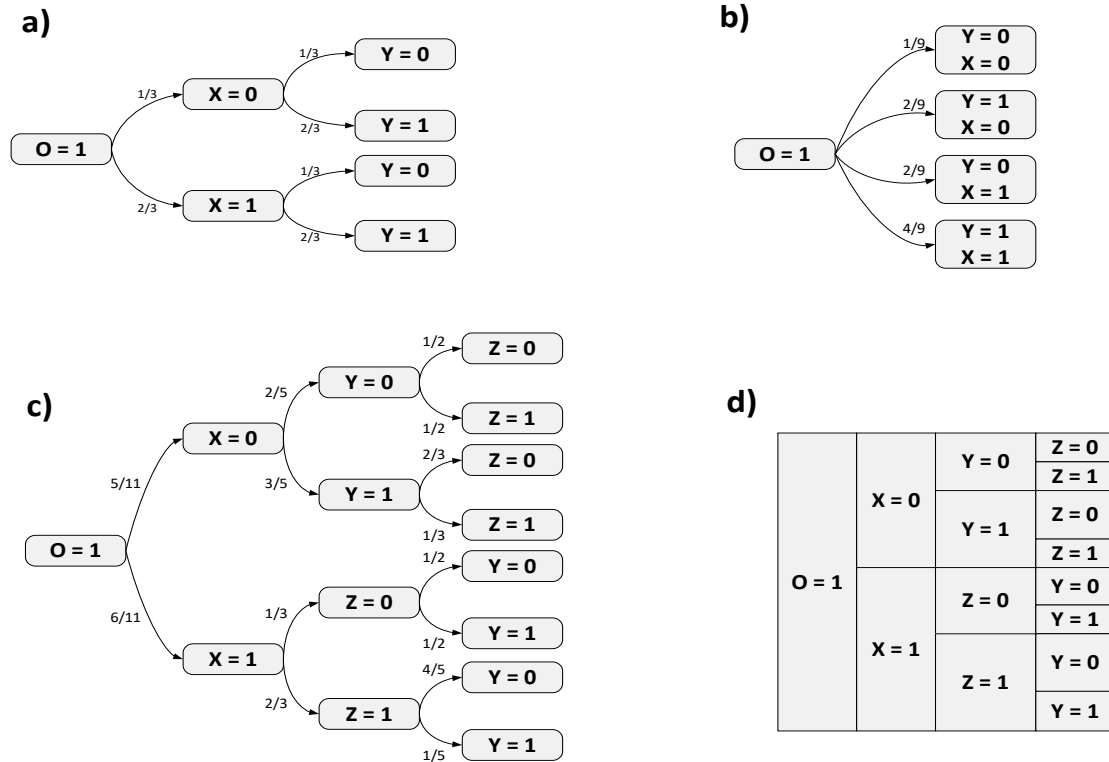 a)
1/3
Y = 0
1/3
X = 0
2/3
Y = 1
O = 1
1/3
Y = 0
2/3
X = 1
2/3
Y = 1
b)
1/9
Y = 0
X = 0
2/9
Y = 1
X = 0
O = 1
2/9
Y = 0
X = 1
4/9
Y = 1
X = 1
c)
1/2
Z = 0
2/5
Y = 0
1/2
Z = 1
5/11
X = 0
2/3
Z = 0
3/5
Y = 1
1/3
Z = 1
O = 1
1/2
Y = 0
1/3
Z = 0
1/2
Y = 1
6/11
X = 1
4/5
Y = 0
2/3
Z = 1
1/5
Y = 1
d)
O = 1
X = 0
Y = 0
Z = 0
Z = 1
Y = 1
Z = 0
Z = 1
X = 1
Z = 0
Y = 0
Y = 1
Z = 1
Y = 0
Y = 1